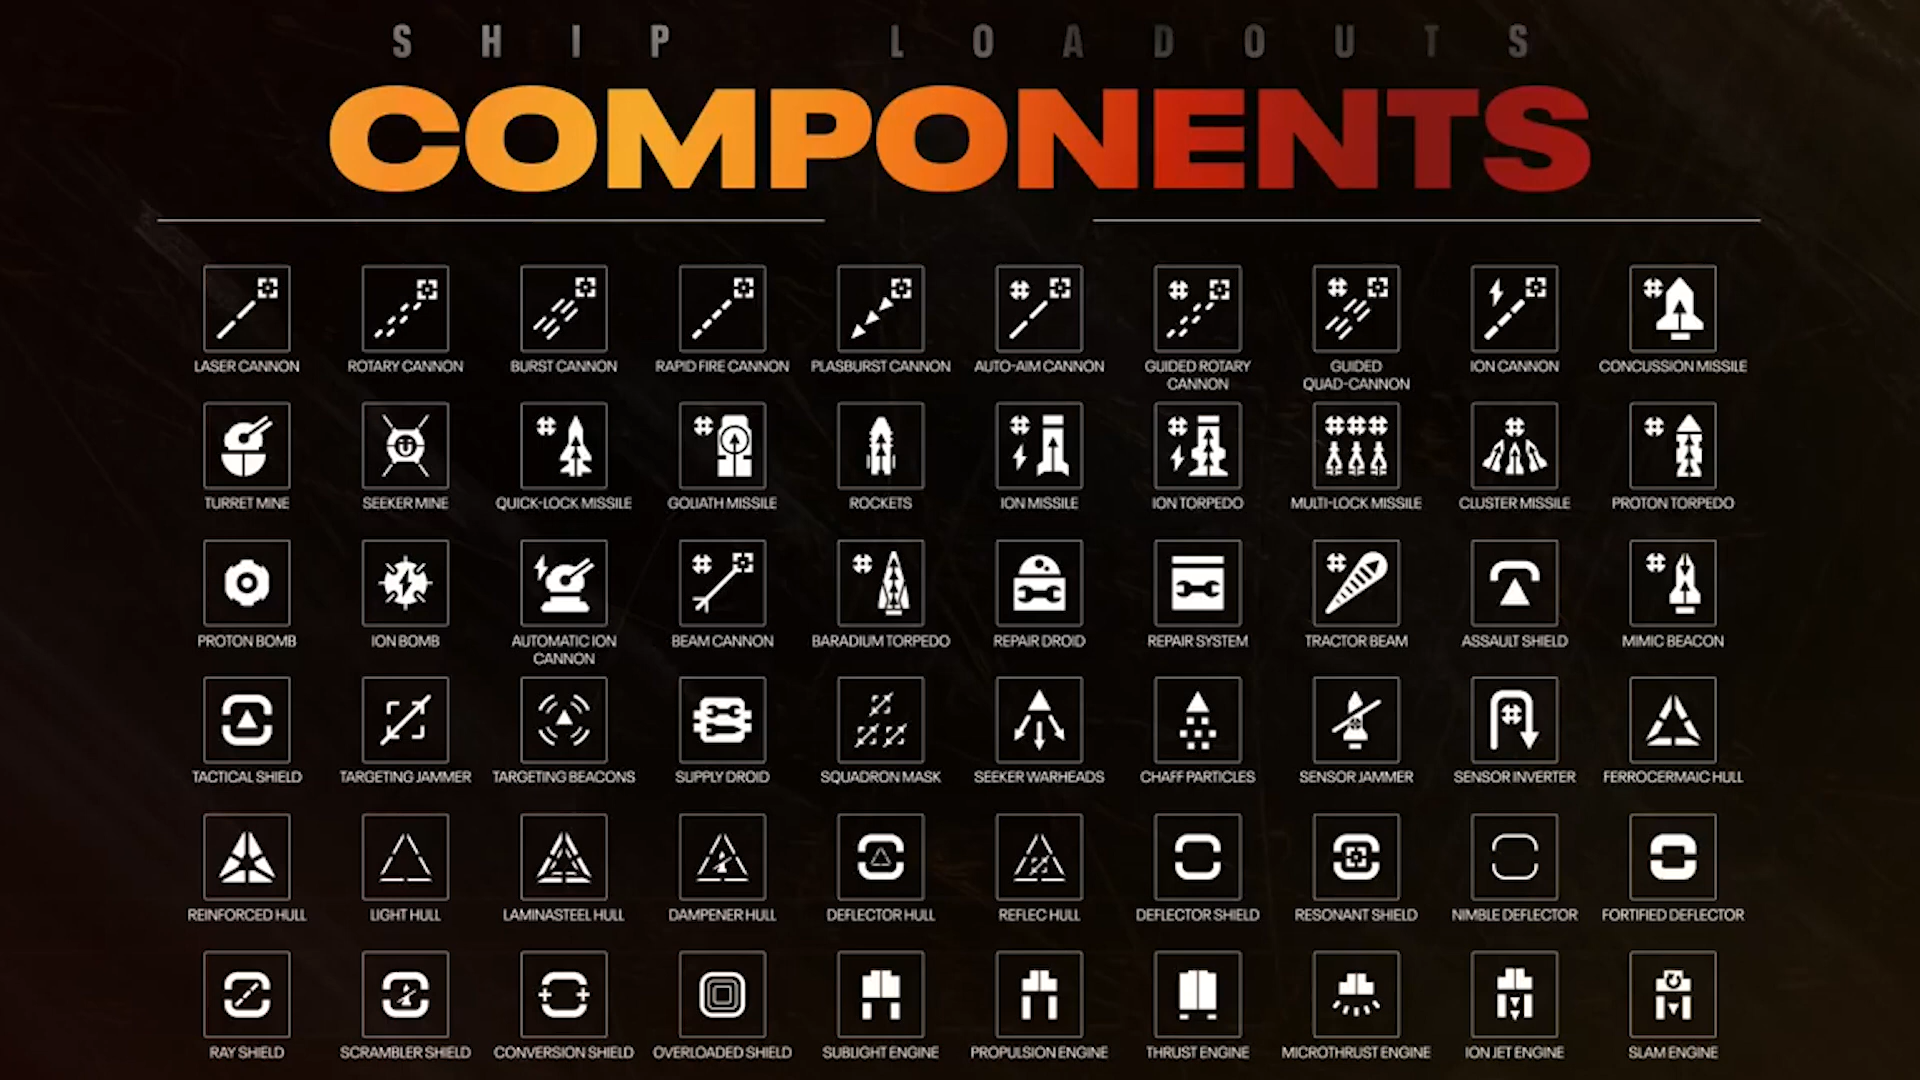 SHIP LOADOUTS
COMPONENTS
LASER CANNON
ROTARY CANNON
BURST CANNON
RAPID FIRE CANNON
PLASBURST CANNON
AUTO-AIM CANNON
GUIDED ROTARY
CANNON
GUIDED
QUAD-CANNON
ION CANNON
CONCUSSION MISSILE
TURRET MINE
SEEKER MINE
QUICK-LOCK MISSILE
GOLIATH MISSILE
ROCKETS
ION MISSILE
ION TORPEDO
MULTI-LOCK MISSILE
CLUSTER MISSILE
PROTON TORPEDO
PROTON BOMB
ION BOMB
AUTOMATIC ION
CANNON
BEAM CANNON
BARADIUM TORPEDO
REPAIR DROID
REPAIR SYSTEM
TRACTOR BEAM
ASSAULT SHIELD
MIMIC BEACON
TACTICAL SHIELD
TARGETING JAMMER
TARGETING BEACONS
SUPPLY DROID
SQUADRON MASK
SEEKER WARHEADS
CHAFF PARTICLES
SENSOR JAMMER
SENSOR INVERTER
FERROCERMAIC HULL
REINFORCED HULL
LIGHT HULL
LAMINASTEEL HULL
DAMPENER HULL
DEFLECTOR HULL
REFLEC HULL
DEFLECTOR SHIELD
RESONANT SHIELD
NIMBLE DEFLECTOR
FORTIFIED DEFLECTOR
RAY SHIELD
SCRAMBLER SHIELD
CONVERSION SHIELD
OVERLOADED SHIELD
SUBLIGHT ENGINE
PROPULSION ENGINE
THRUST ENGINE
MICROTHRUST ENGINE
ION JET ENGINE
SLAM ENGINE